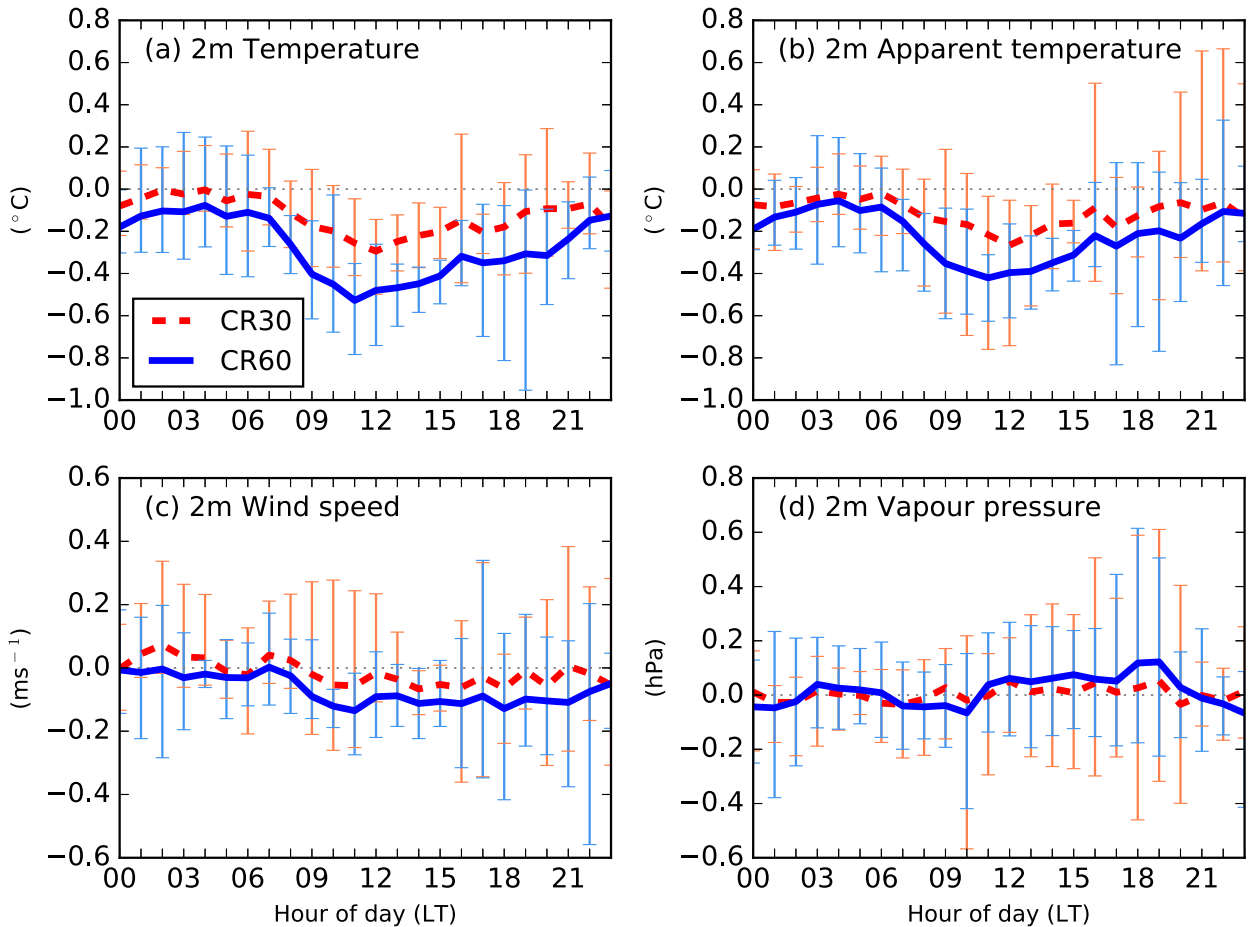 (a) 2m Temperature
0.8
0.6
0.4
0.2
0.0
−0.2
−0.4
−0.6
−0.8
−1.0
(°C)
CR30
CR60
00 03 06 09 12 15 18 21
(b) 2m Apparent temperature
0.8
0.6
0.4
0.2
0.0
−0.2
−0.4
−0.6
−0.8
−1.0
(°C)
00 03 06 09 12 15 18 21
(c) 2m Wind speed
0.6
0.4
0.2
0.0
−0.2
−0.4
−0.6
(ms⁻¹)
00 03 06 09 12 15 18 21
Hour of day (LT)
(d) 2m Vapour pressure
0.8
0.6
0.4
0.2
0.0
−0.2
−0.4
−0.6
(hPa)
00 03 06 09 12 15 18 21
Hour of day (LT)